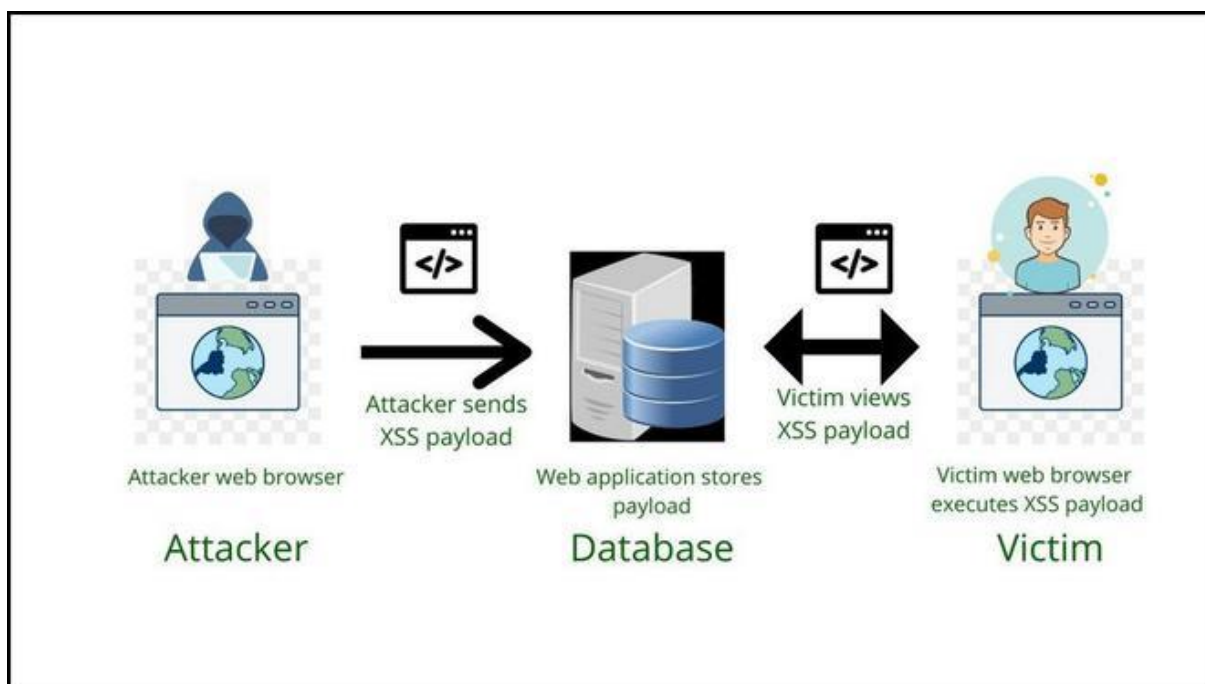 </>
</>
Attacker sends
XSS payload
Victim views
XSS payload
Attacker web browser
Web application stores
payload
Victim web browser
executes XSS payload
Attacker
Database
Victim